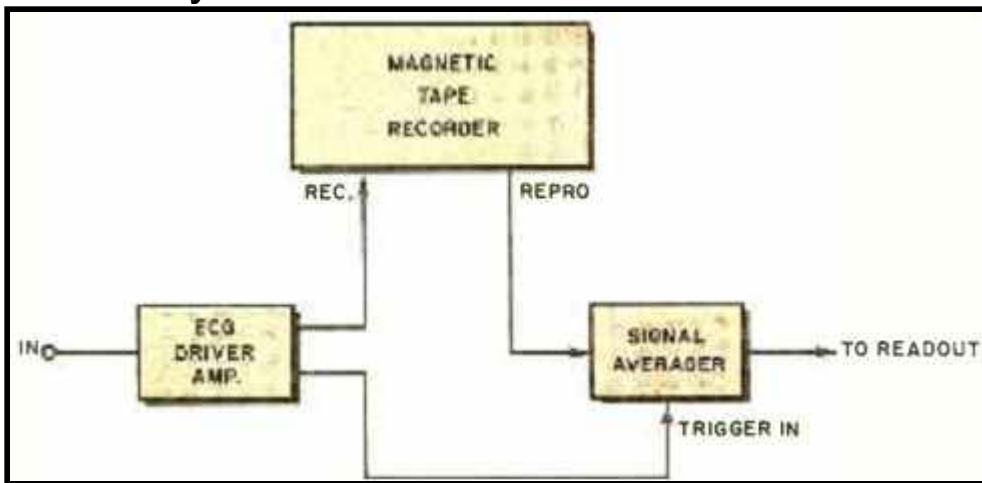 MAGNETIC
TAPE
RECORDER
REC.
REPRO
IN
ECG
DRIVER
AMP.
SIGNAL
AVERAGER
TO READOUT
TRIGGER IN